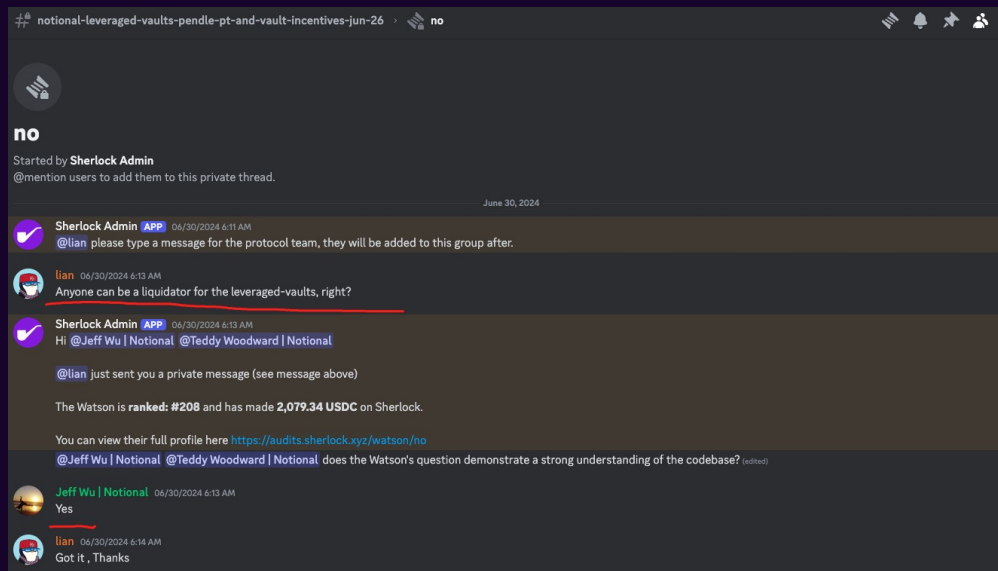 notional-leveraged-vaults-pendle-pt-and-vault-incentives-jun-26 › no
no
Started by Sherlock Admin
@mention users to add them to this private thread.
June 30, 2024
Sherlock Admin APP 06/30/2024 6:11 AM
@lian please type a message for the protocol team, they will be added to this group after.
lian 06/30/2024 6:13 AM
Anyone can be a liquidator for the leveraged-vaults, right?
Sherlock Admin APP 06/30/2024 6:13 AM
Hi @Jeff Wu | Notional @Teddy Woodward | Notional
@lian just sent you a private message (see message above)
The Watson is ranked: #208 and has made 2,079.34 USDC on Sherlock.
You can view their full profile here https://audits.sherlock.xyz/watson/no
@Jeff Wu | Notional @Teddy Woodward | Notional does the Watson's question demonstrate a strong understanding of the codebase? (edited)
Jeff Wu | Notional 06/30/2024 6:13 AM
Yes
lian 06/30/2024 6:14 AM
Got it , Thanks